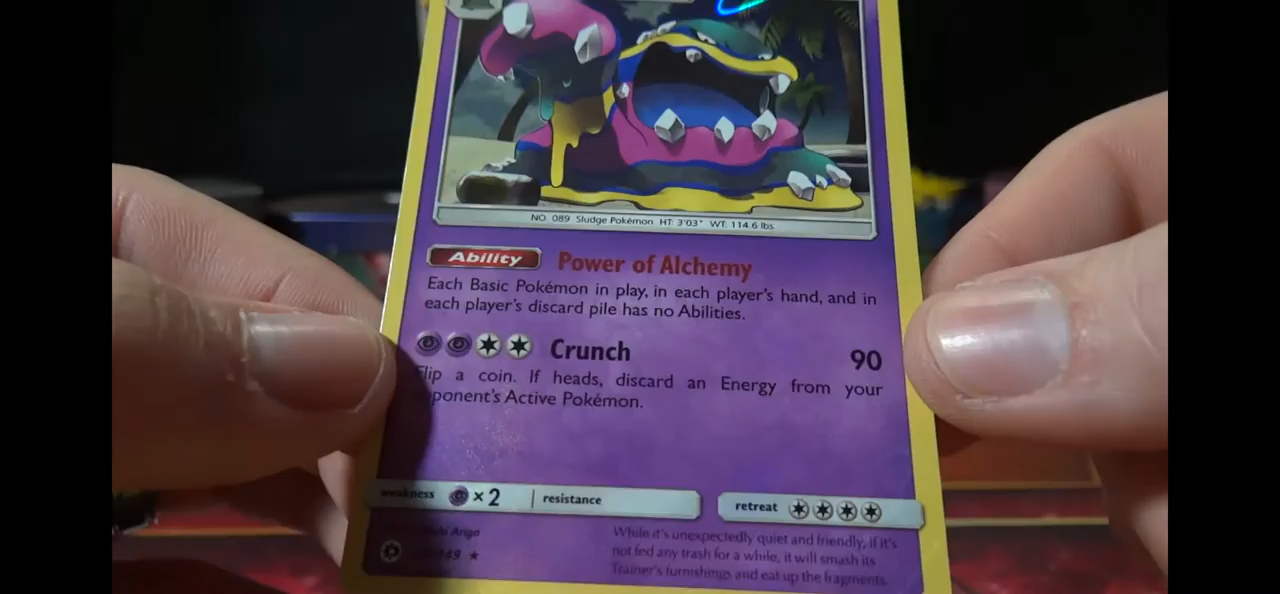 NO. 089 Sludge Pokémon HT: 3'03" WT: 114.6 lbs.
Ability Power of Alchemy
Each Basic Pokémon in play, in each player's hand, and in
each player's discard pile has no Abilities.
Crunch 90
Flip a coin. If heads, discard an Energy from your
ponent's Active Pokémon.
weakness ×2 resistance retreat
Arigo
While it's unexpectedly quiet and friendly, if it's
not fed any trash for a while, it will smash its
Trainer's furnishings and eat up the fragments.